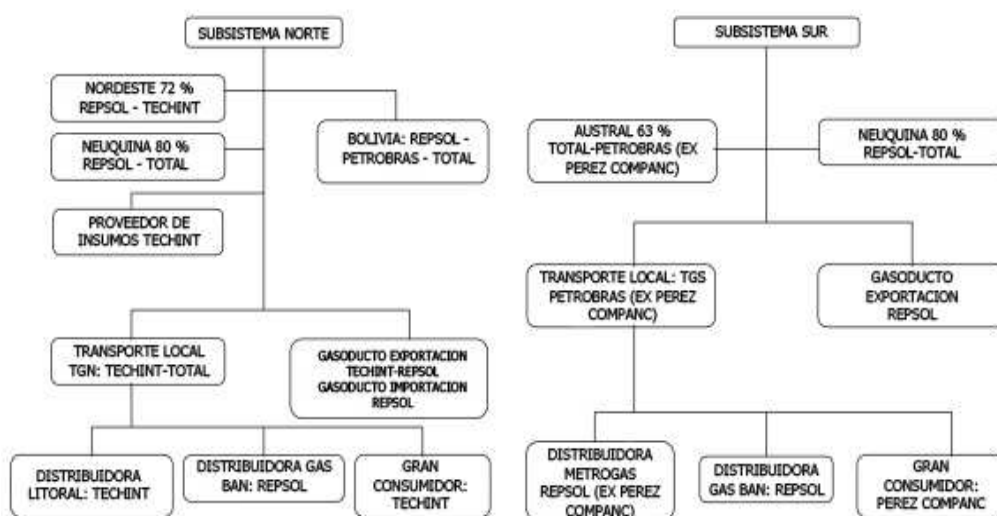 SUBSISTEMA NORTE
NORDESTE 72 %
REPSOL - TECHINT
NEUQUINA 80 %
REPSOL - TOTAL
BOLIVIA: REPSOL -
PETROBRAS - TOTAL
PROVEEDOR DE
INSUMOS TECHINT
TRANSPORTE LOCAL
TGN: TECHINT-TOTAL
GASODUCTO EXPORTACION
TECHINT-REPSOL
GASODUCTO IMPORTACION
REPSOL
DISTRIBUIDORA
LITORAL: TECHINT
DISTRIBUIDORA GAS
BAN: REPSOL
GRAN
CONSUMIDOR:
TECHINT
SUBSISTEMA SUR
AUSTRAL 63 %
TOTAL-PETROBRAS (EX
PEREZ COMPANC)
NEUQUINA 80 %
REPSOL-TOTAL
TRANSPORTE LOCAL: TGS
PETROBRAS (EX PEREZ
COMPANC)
GASODUCTO
EXPORTACION
REPSOL
DISTRIBUIDORA
METROGAS
REPSOL (EX PEREZ
COMPANC)
DISTRIBUIDORA
GAS BAN: REPSOL
GRAN
CONSUMIDOR:
PEREZ COMPANC